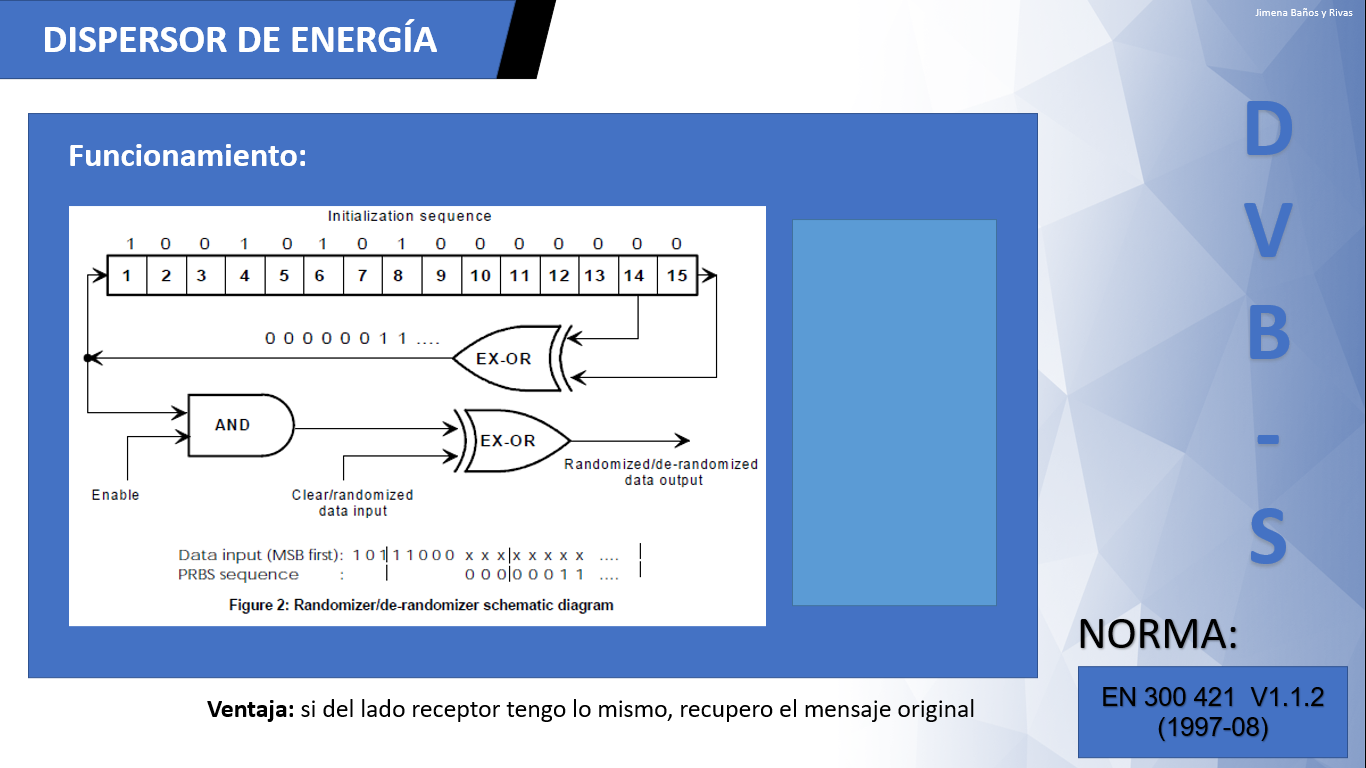 DISPERSOR DE ENERGÍA
Jimena Baños y Rivas
Funcionamiento:
Initialization sequence
1 0 0 1 0 1 0 1 0 0 0 0 0 0 0
1 2 3 4 5 6 7 8 9 10 11 12 13 14 15
0 0 0 0 0 0 1 1 ....
EX-OR
AND
EX-OR
Enable
Clear/randomized
data input
Randomized/de-randomized
data output
Data input (MSB first): 1 0 1 1 1 0 0 0 x x x x x x x x ....
PRBS sequence : 0 0 0 0 0 0 1 1 ....
Figure 2: Randomizer/de-randomizer schematic diagram
Ventaja: si del lado receptor tengo lo mismo, recupero el mensaje original
D
V
B
-
S
NORMA:
EN 300 421 V1.1.2
(1997-08)